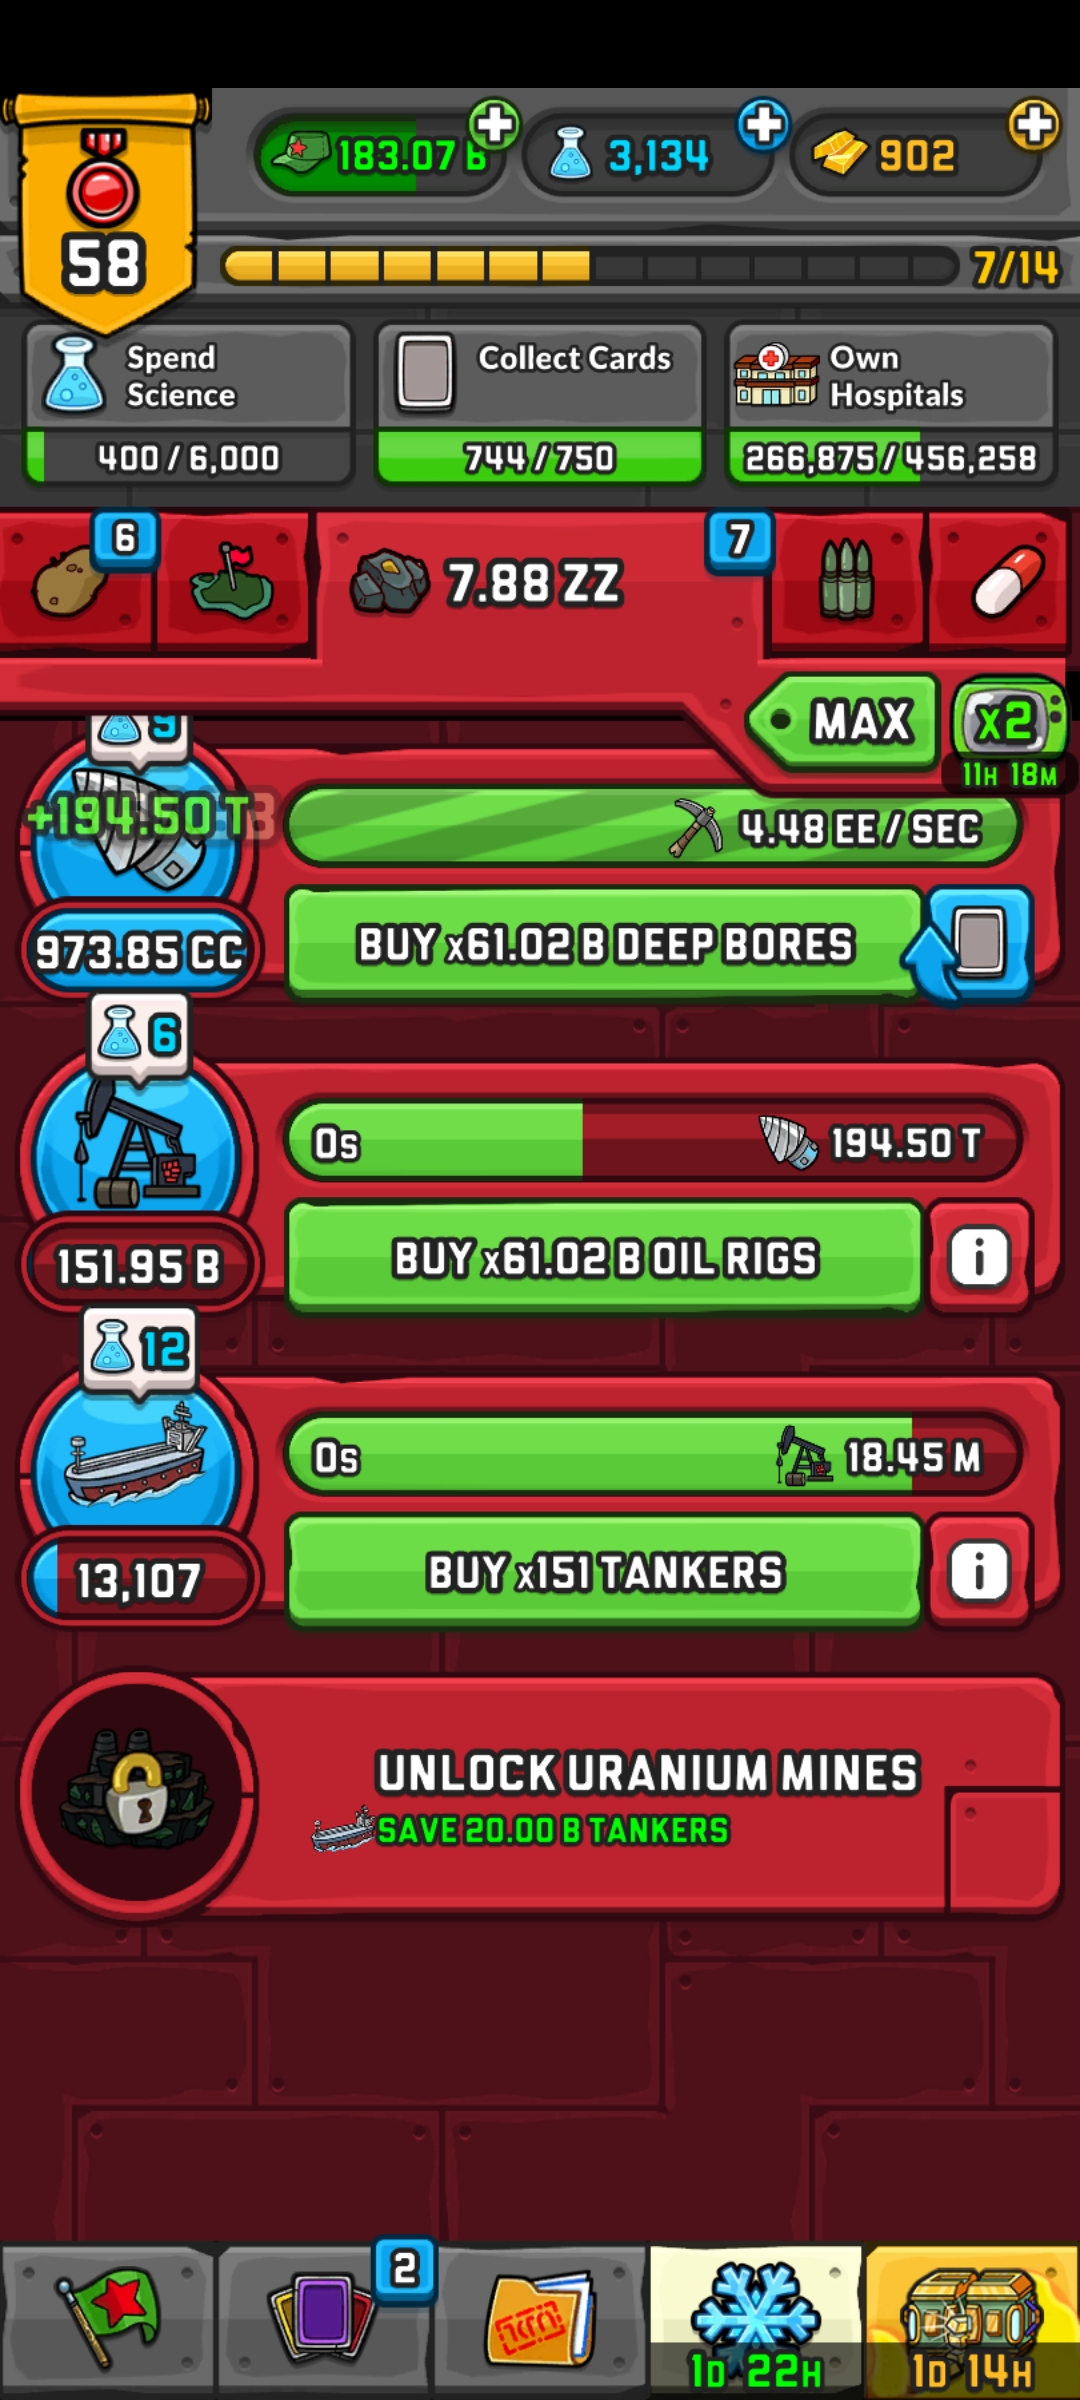 58
183.07 B
3,134
902
7/14
Spend
Science
400 / 6,000
Collect Cards
744 / 750
Own
Hospitals
266,875 / 456,258
6
7.88 ZZ
7
MAX
x2
11H 18M
9
+194.50 T
4.48 EE / SEC
973.85 CC
BUY x61.02 B DEEP BORES
6
0s
194.50 T
151.95 B
BUY x61.02 B OIL RIGS
i
12
0s
18.45 M
13,107
BUY x151 TANKERS
i
UNLOCK URANIUM MINES
SAVE 20.00 B TANKERS
2
1D 22H
1D 14H